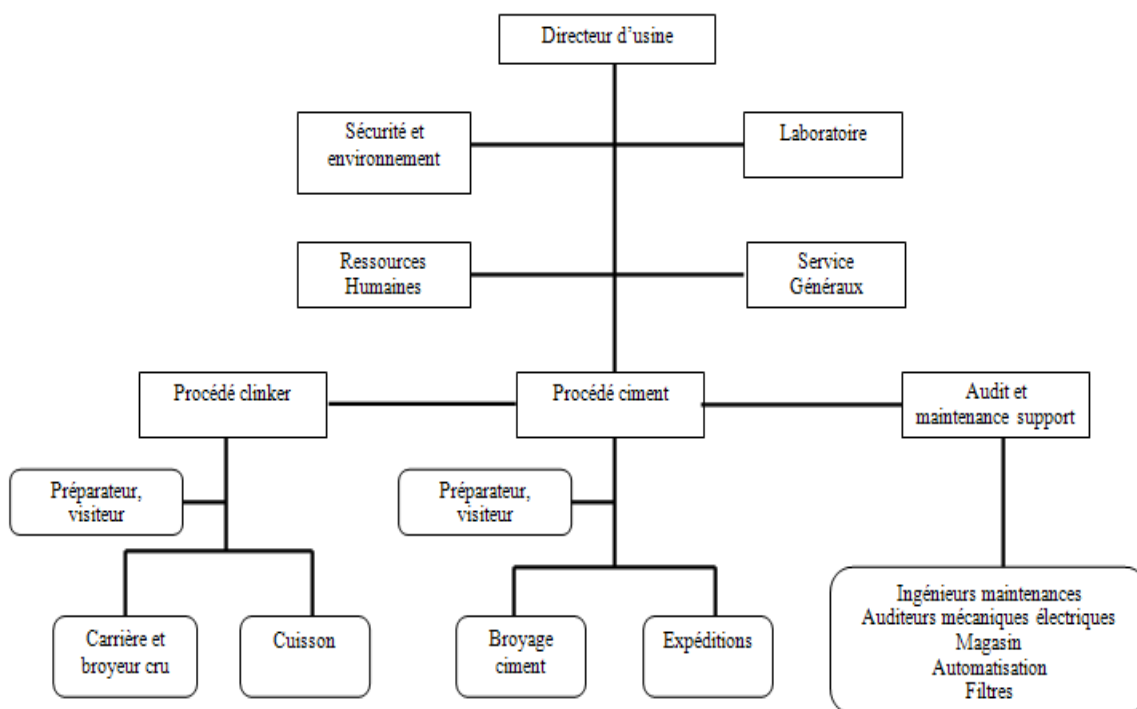 Directeur d’usine
Sécurité et
environnement
Laboratoire
Ressources
Humaines
Service
Généraux
Procédé clinker
Procédé ciment
Audit et
maintenance support
Préparateur,
visiteur
Préparateur,
visiteur
Carrière et
broyeur cru
Cuisson
Broyage
ciment
Expéditions
Ingénieurs maintenances
Auditeurs mécaniques électriques
Magasin
Automatisation
Filtres